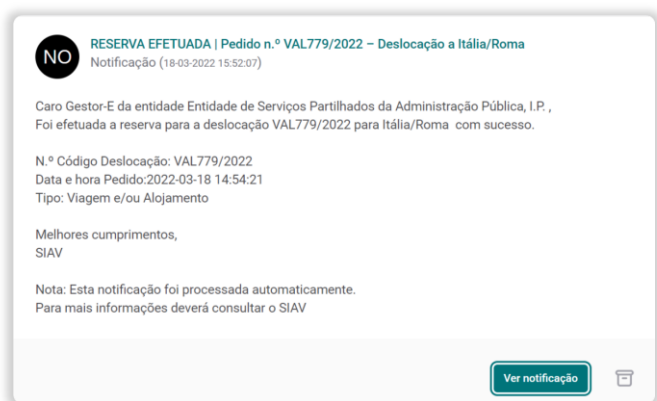 NO
RESERVA EFETUADA | Pedido n.º VAL779/2022 – Deslocação a Itália/Roma
Notificação (18-03-2022 15:52:07)
Caro Gestor-E da entidade Entidade de Serviços Partilhados da Administração Pública, I.P. ,
Foi efetuada a reserva para a deslocação VAL779/2022 para Itália/Roma  com sucesso.
N.º Código Deslocação: VAL779/2022
Data e hora Pedido:2022-03-18 14:54:21
Tipo: Viagem e/ou Alojamento
Melhores cumprimentos,
SIAV
Nota: Esta notificação foi processada automaticamente.
Para mais informações deverá consultar o SIAV
Ver notificação